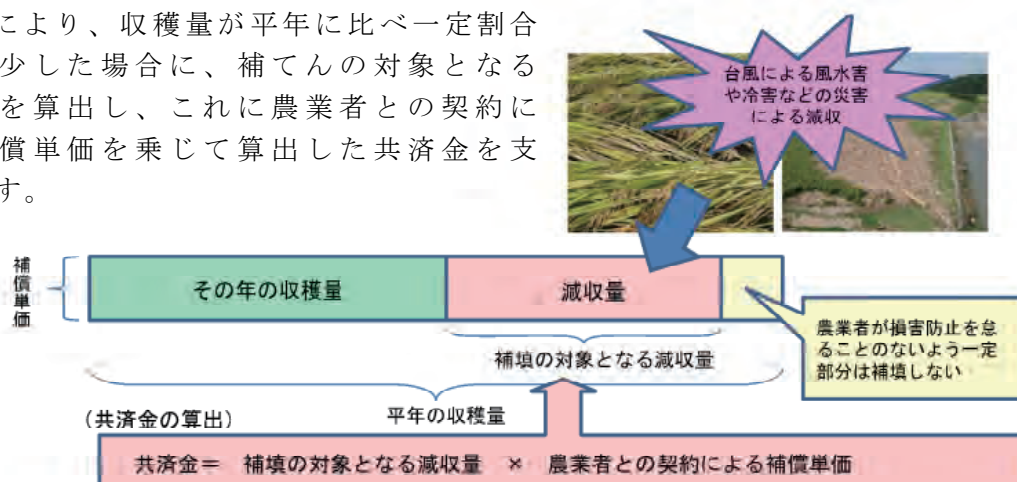 により、収穫量が平年に比べ一定割合
少した場合に、補てんの対象となる
を算出し、これに農業者との契約に
償単価を乗じて算出した共済金を支
す。
台風による風水害
や冷害などの災害
による減収
補償単価
その年の収穫量
減収量
農業者が損害防止を怠
ることのないよう一定
部分は補填しない
補填の対象となる減収量
平年の収穫量
（共済金の算出）
共済金＝ 補填の対象となる減収量 × 農業者との契約による補償単価